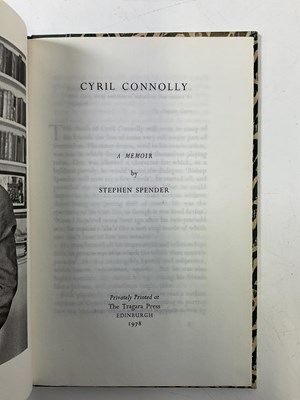 CYRIL CONNOLLY
A MEMOIR
by
STEPHEN SPENDER
Privately Printed at
The Tragara Press
EDINBURGH
1978